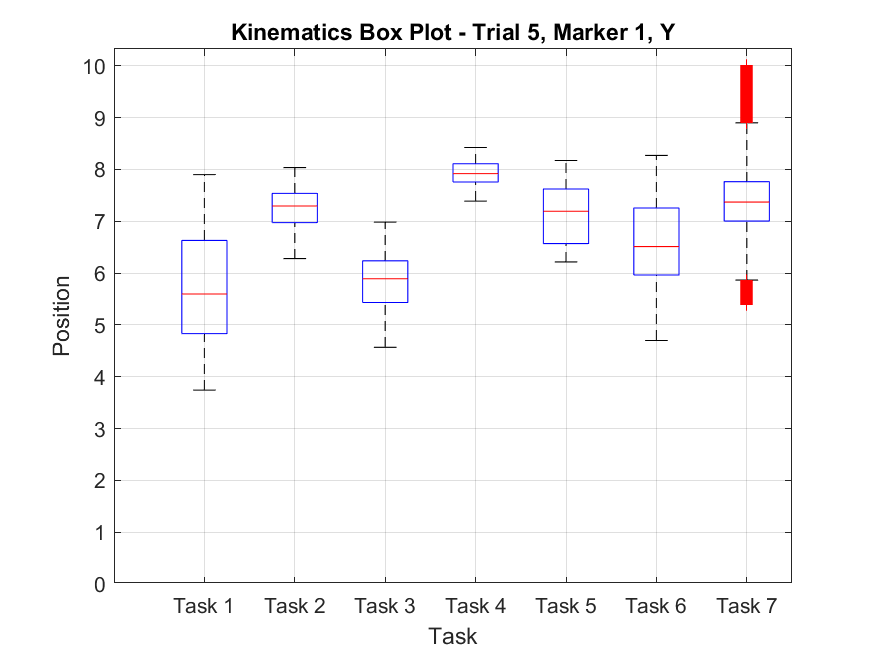 Kinematics Box Plot - Trial 5, Marker 1, Y
10
9
8
7
6
5
4
3
2
1
0
Position
Task 1 Task 2 Task 3 Task 4 Task 5 Task 6 Task 7
Task